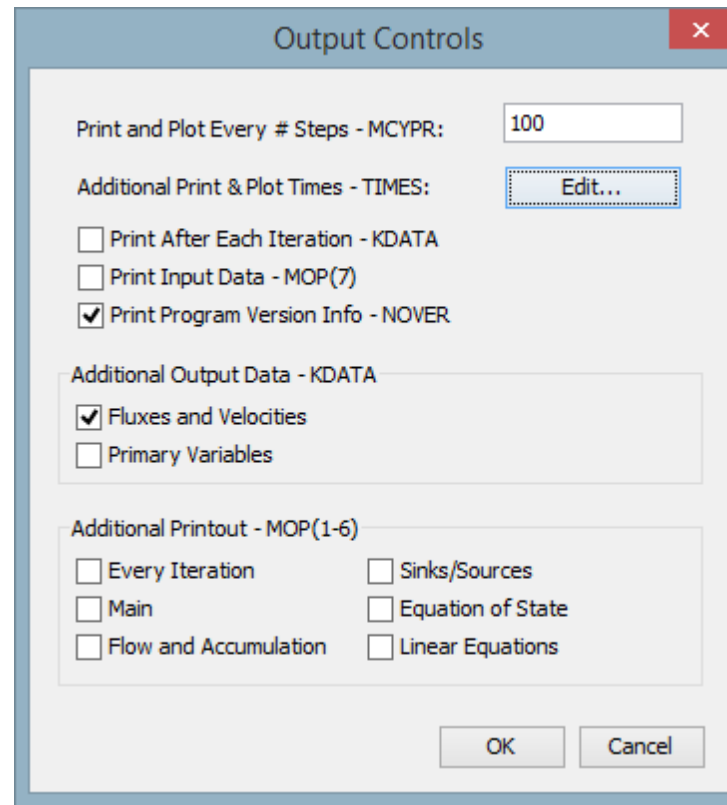 Output Controls
Print and Plot Every # Steps - MCYPR: 100
Additional Print & Plot Times - TIMES: Edit...
Print After Each Iteration - KDATA
Print Input Data - MOP(7)
Print Program Version Info - NOVER
Additional Output Data - KDATA
Fluxes and Velocities
Primary Variables
Additional Printout - MOP(1-6)
Every Iteration Sinks/Sources
Main Equation of State
Flow and Accumulation Linear Equations
OK Cancel